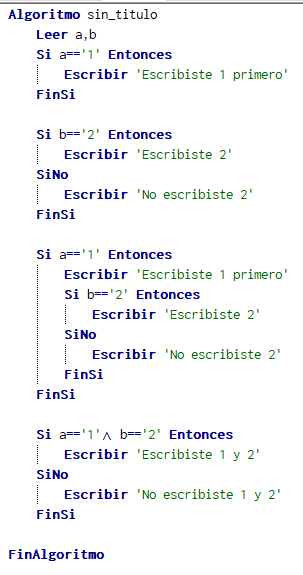 Algoritmo sin_titulo
Leer a,b
Si a=='1' Entonces
Escribir 'Escribiste 1 primero'
FinSi
Si b=='2' Entonces
Escribir 'Escribiste 2'
SiNo
Escribir 'No escribiste 2'
FinSi
Si a=='1' Entonces
Escribir 'Escribiste 1 primero'
Si b=='2' Entonces
Escribir 'Escribiste 2'
SiNo
Escribir 'No escribiste 2'
FinSi
FinSi
Si a=='1'∧ b=='2' Entonces
Escribir 'Escribiste 1 y 2'
SiNo
Escribir 'No escribiste 1 y 2'
FinSi
FinAlgoritmo